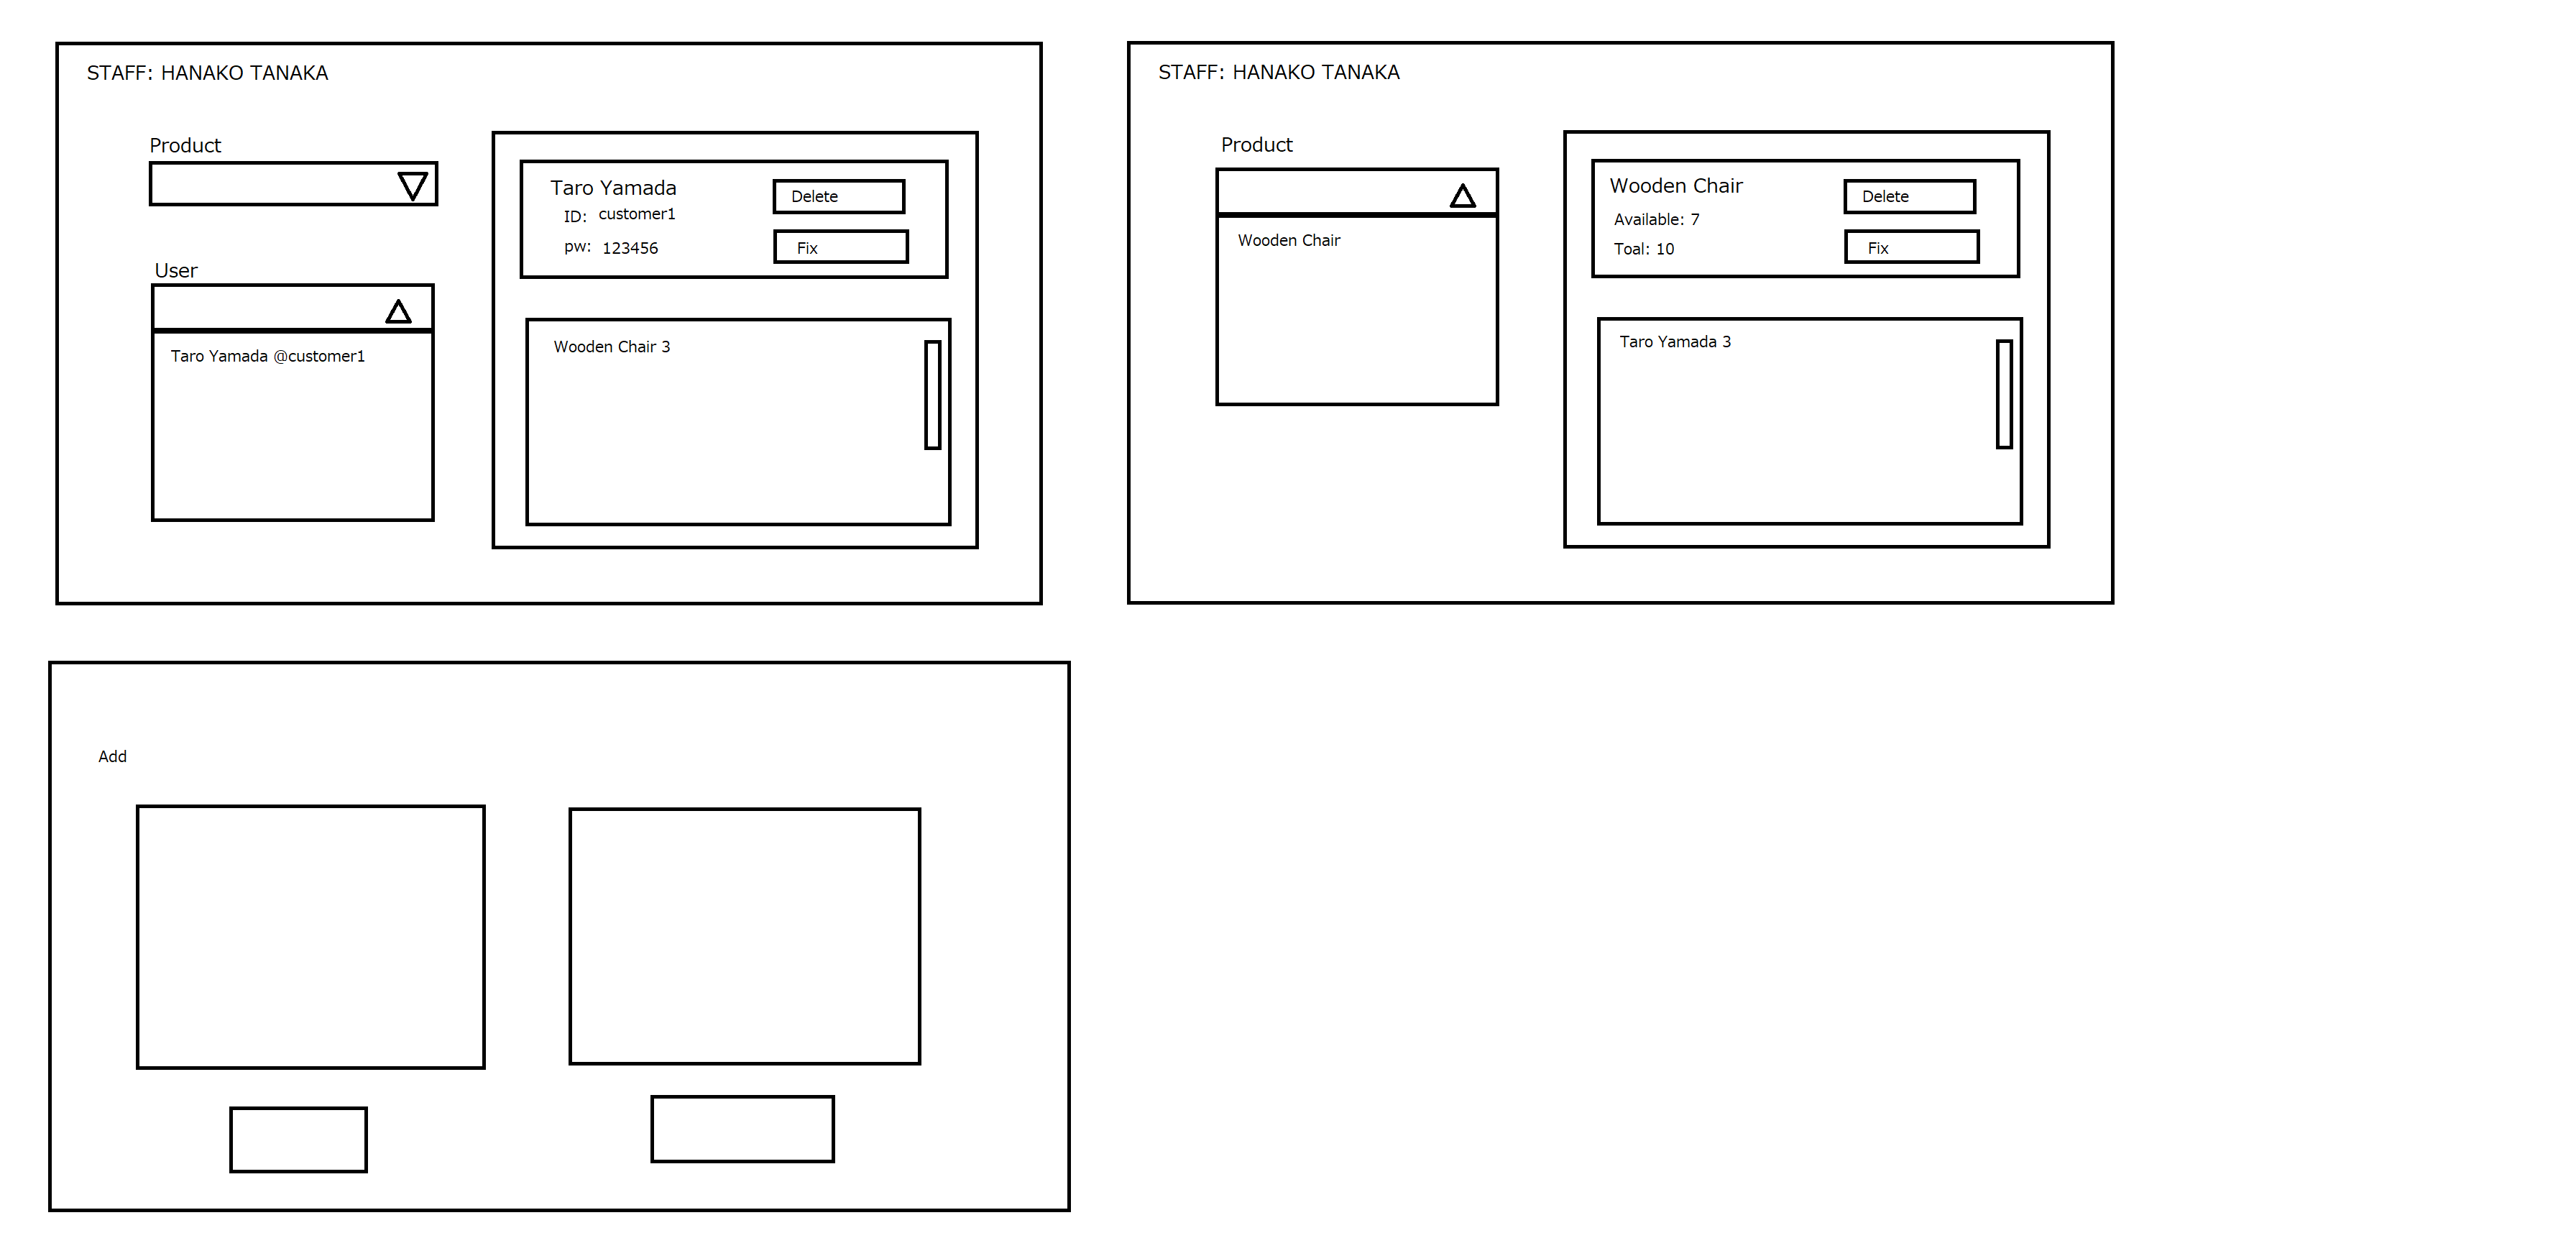 STAFF: HANAKO TANAKA
Product
User
Taro Yamada @customer1
Taro Yamada
ID: customer1
pw: 123456
Delete
Fix
Wooden Chair 3
STAFF: HANAKO TANAKA
Product
Wooden Chair
Wooden Chair
Available: 7
Toal: 10
Delete
Fix
Taro Yamada 3
Add